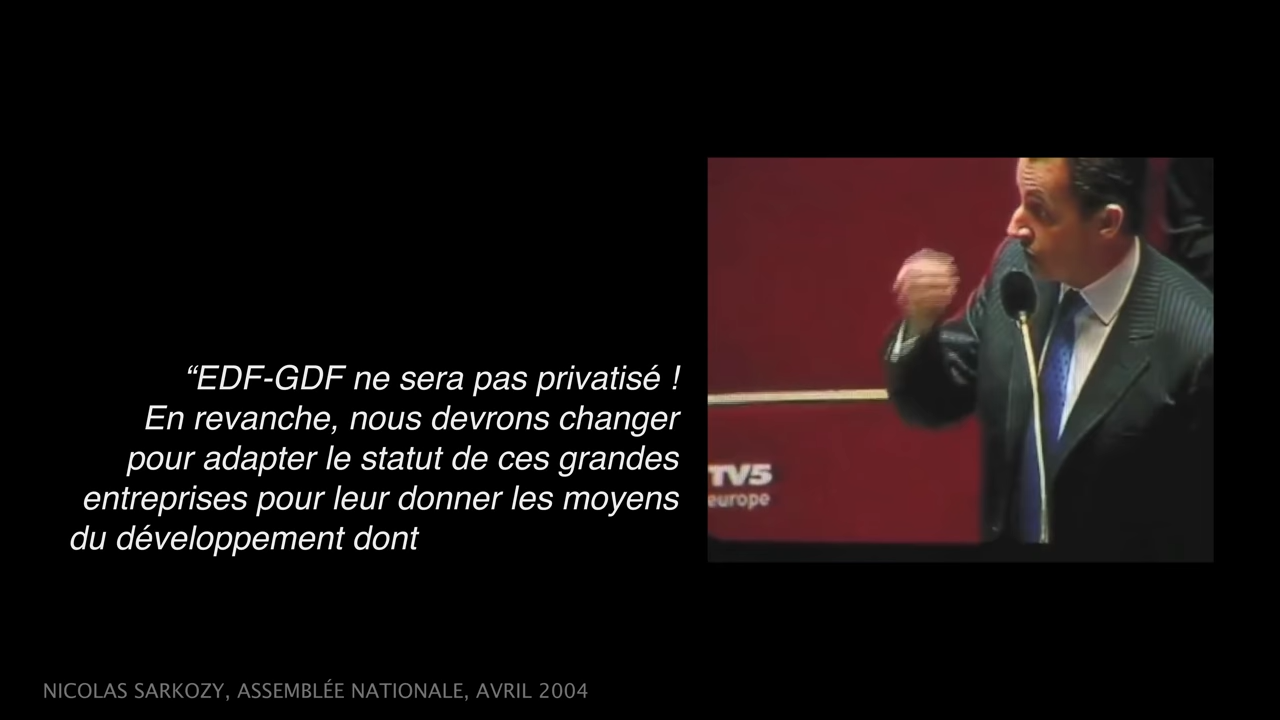 “EDF-GDF ne sera pas privatisé !
En revanche, nous devrons changer
pour adapter le statut de ces grandes
entreprises pour leur donner les moyens
du développement dont
TV5
europe
NICOLAS SARKOZY, ASSEMBLÉE NATIONALE, AVRIL 2004